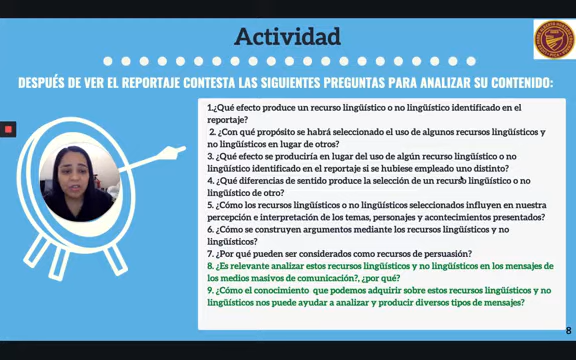 Actividad
DESPUÉS DE VER EL REPORTAJE CONTESTA LAS SIGUIENTES PREGUNTAS PARA ANALIZAR SU CONTENIDO:
1.¿Qué efecto produce un recurso lingüístico o no lingüístico identificado en el
reportaje?
2. ¿Con qué propósito se habrá seleccionado el uso de algunos recursos lingüísticos y
no lingüísticos en lugar de otros?
3. ¿Qué efecto se produciría en lugar del uso de algún recurso lingüístico o no
lingüístico identificado en el reportaje si se hubiese empleado uno distinto?
4. ¿Qué diferencias de sentido produce la selección de un recurso lingüístico o no
lingüístico de otro?
5. ¿Cómo los recursos lingüísticos o no lingüísticos seleccionados influyen en nuestra
percepción e interpretación de los temas, personajes y acontecimientos presentados?
6. ¿Cómo se construyen argumentos mediante los recursos lingüísticos y no
lingüísticos?
7. ¿Por qué pueden ser considerados como recursos de persuasión?
8. ¿Es relevante analizar estos recursos lingüísticos y no lingüísticos en los mensajes de
los medios masivos de comunicación?, ¿por qué?
9. ¿Cómo el conocimiento que podemos adquirir sobre estos recursos lingüísticos y no
lingüísticos nos puede ayudar a analizar y producir diversos tipos de mensajes?
8